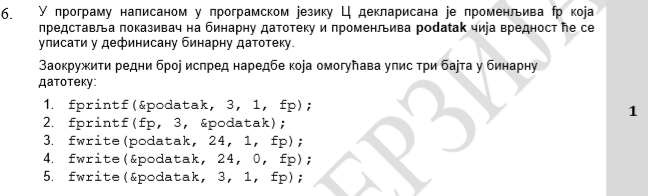 6. У програму написаном у програмском језику Ц декларисана је променљива fp која
представља показивач на бинарну датотеку и променљива podatak чија вредност ће се
уписати у дефинисану бинарну датотеку.
Заокружити редни број испред наредбе која омогућава упис три бајта у бинарну
датотеку:
1. fprintf(&podatak, 3, 1, fp);
2. fprintf(fp, 3, &podatak);
3. fwrite(podatak, 24, 1, fp);
4. fwrite(&podatak, 24, 0, fp);
5. fwrite(&podatak, 3, 1, fp);
1
ЕРЗИЈА